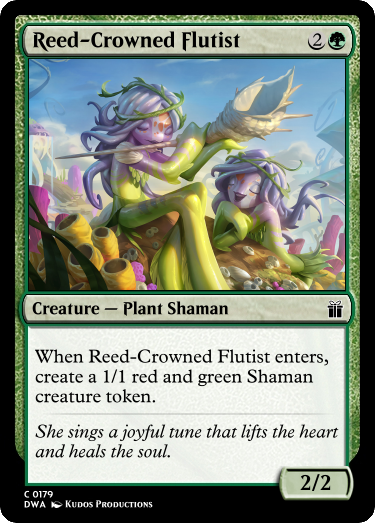 Reed-Crowned Flutist 2
Creature — Plant Shaman
When Reed-Crowned Flutist enters,
create a 1/1 red and green Shaman
creature token.
She sings a joyful tune that lifts the heart
and heals the soul.
2/2
C 0179
DWA Kudos Productions